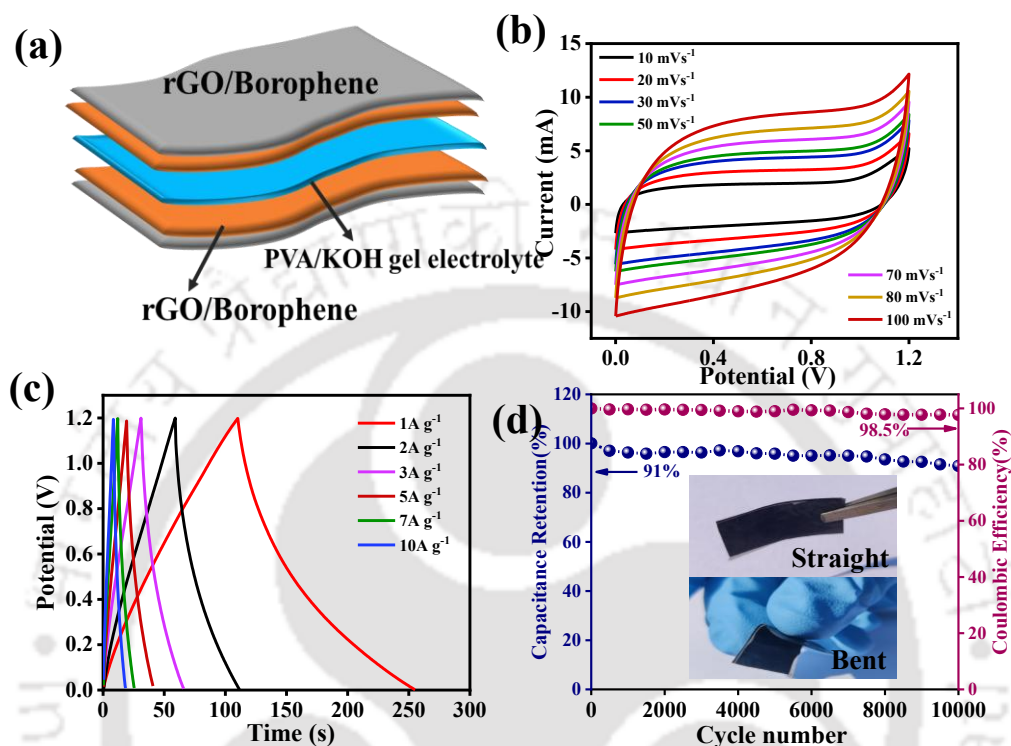 (a)
rGO/Borophene
PVA/KOH gel electrolyte
rGO/Borophene
(b)
15
10
5
0
-5
-10
Current (mA)
10 mVs⁻¹
20 mVs⁻¹
30 mVs⁻¹
50 mVs⁻¹
70 mVs⁻¹
80 mVs⁻¹
100 mVs⁻¹
0.0 0.4 0.8 1.2
Potential (V)
(c)
1.2
1.0
0.8
0.6
0.4
0.2
0.0
Potential (V)
1A g⁻¹
2A g⁻¹
3A g⁻¹
5A g⁻¹
7A g⁻¹
10A g⁻¹
0 50 100 150 200 250 300
Time (s)
(d)
120
100
80
60
40
20
0
Capacitance Retention(%)
98.5%
91%
Straight
Bent
100
80
60
40
20
0
Coulombic Efficiency(%)
0 2000 4000 6000 8000 10000
Cycle number